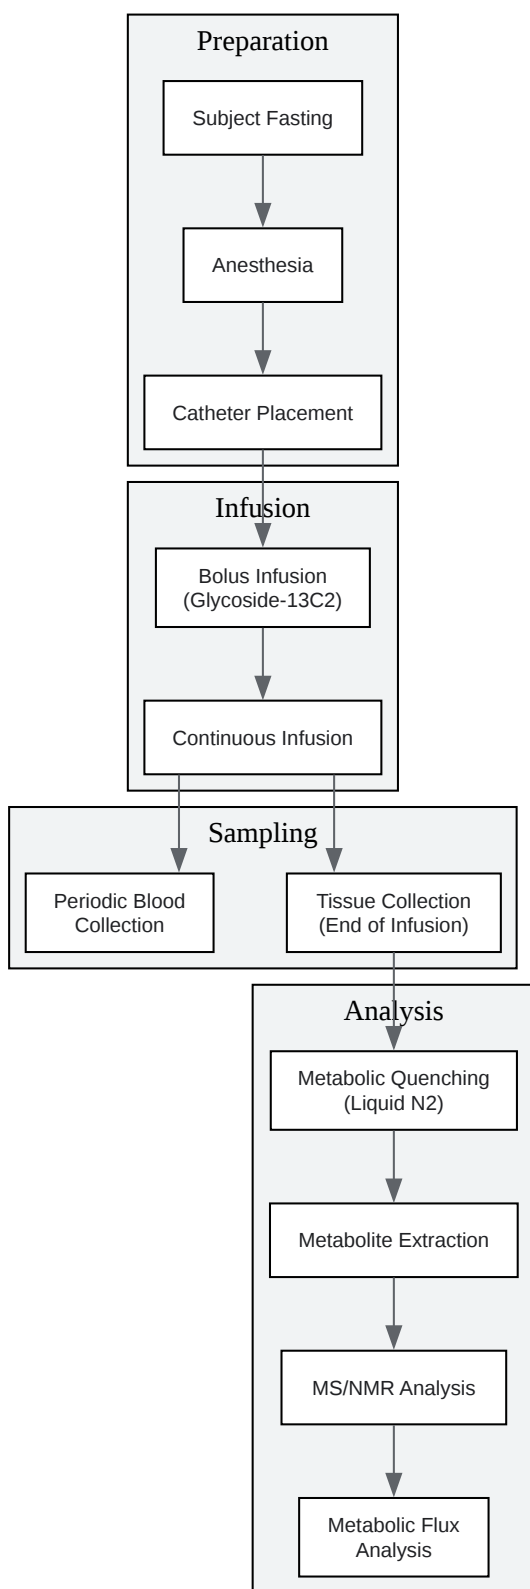 Preparation
Subject Fasting
Anesthesia
Catheter Placement
Infusion
Bolus Infusion
(Glycoside-13C2)
Continuous Infusion
Sampling
Periodic Blood
Collection
Tissue Collection
(End of Infusion)
Analysis
Metabolic Quenching
(Liquid N2)
Metabolite Extraction
MS/NMR Analysis
Metabolic Flux
Analysis